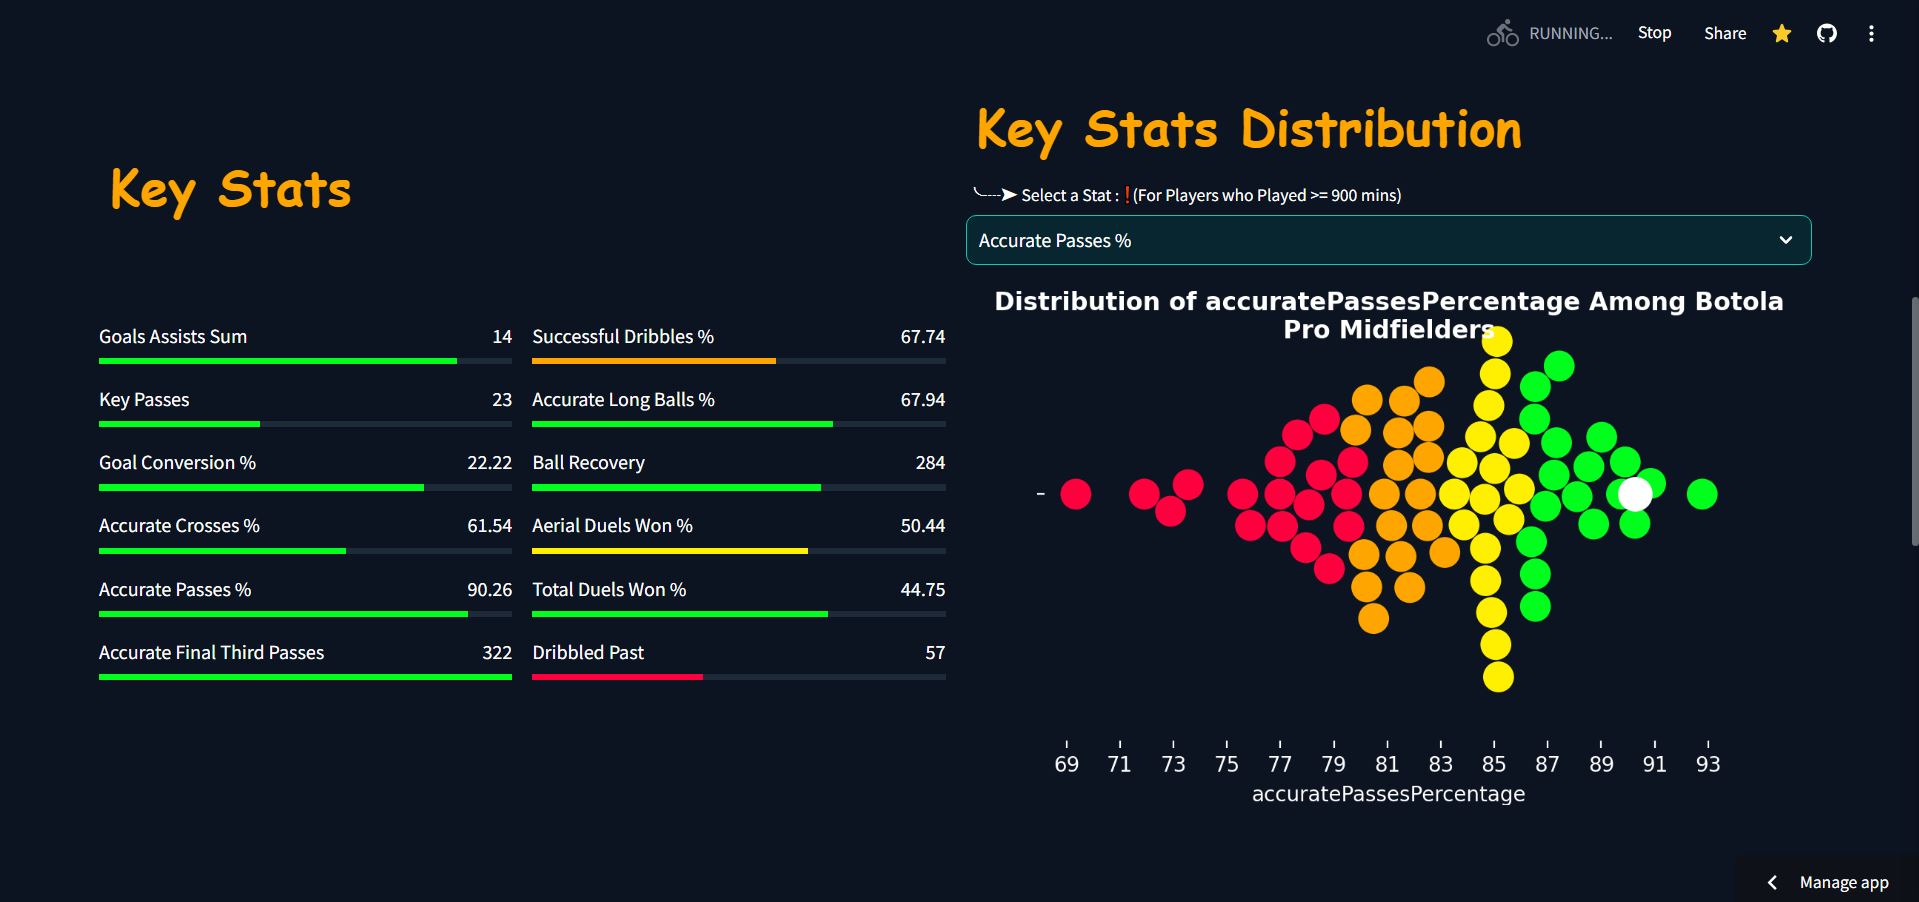 RUNNING... Stop Share
Key Stats
Goals Assists Sum 14
Key Passes 23
Goal Conversion % 22.22
Accurate Crosses % 61.54
Accurate Passes % 90.26
Accurate Final Third Passes 322
Successful Dribbles % 67.74
Accurate Long Balls % 67.94
Ball Recovery 284
Aerial Duels Won % 50.44
Total Duels Won % 44.75
Dribbled Past 57
Key Stats Distribution
╰┈➤ Select a Stat : ❗(For Players who Played >= 900 mins)
Accurate Passes %
Distribution of accuratePassesPercentage Among Botola
Pro Midfielders
69 71 73 75 77 79 81 83 85 87 89 91 93
accuratePassesPercentage
Manage app